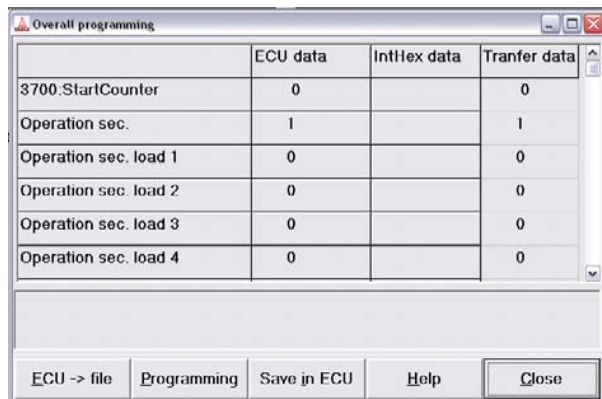 Overall programming
ECU data IntHex data Tranfer data
3700.StartCounter 0 0
Operation sec. 1 1
Operation sec. load 1 0 0
Operation sec. load 2 0 0
Operation sec. load 3 0 0
Operation sec. load 4 0 0
ECU -> file Programming Save in ECU Help Close